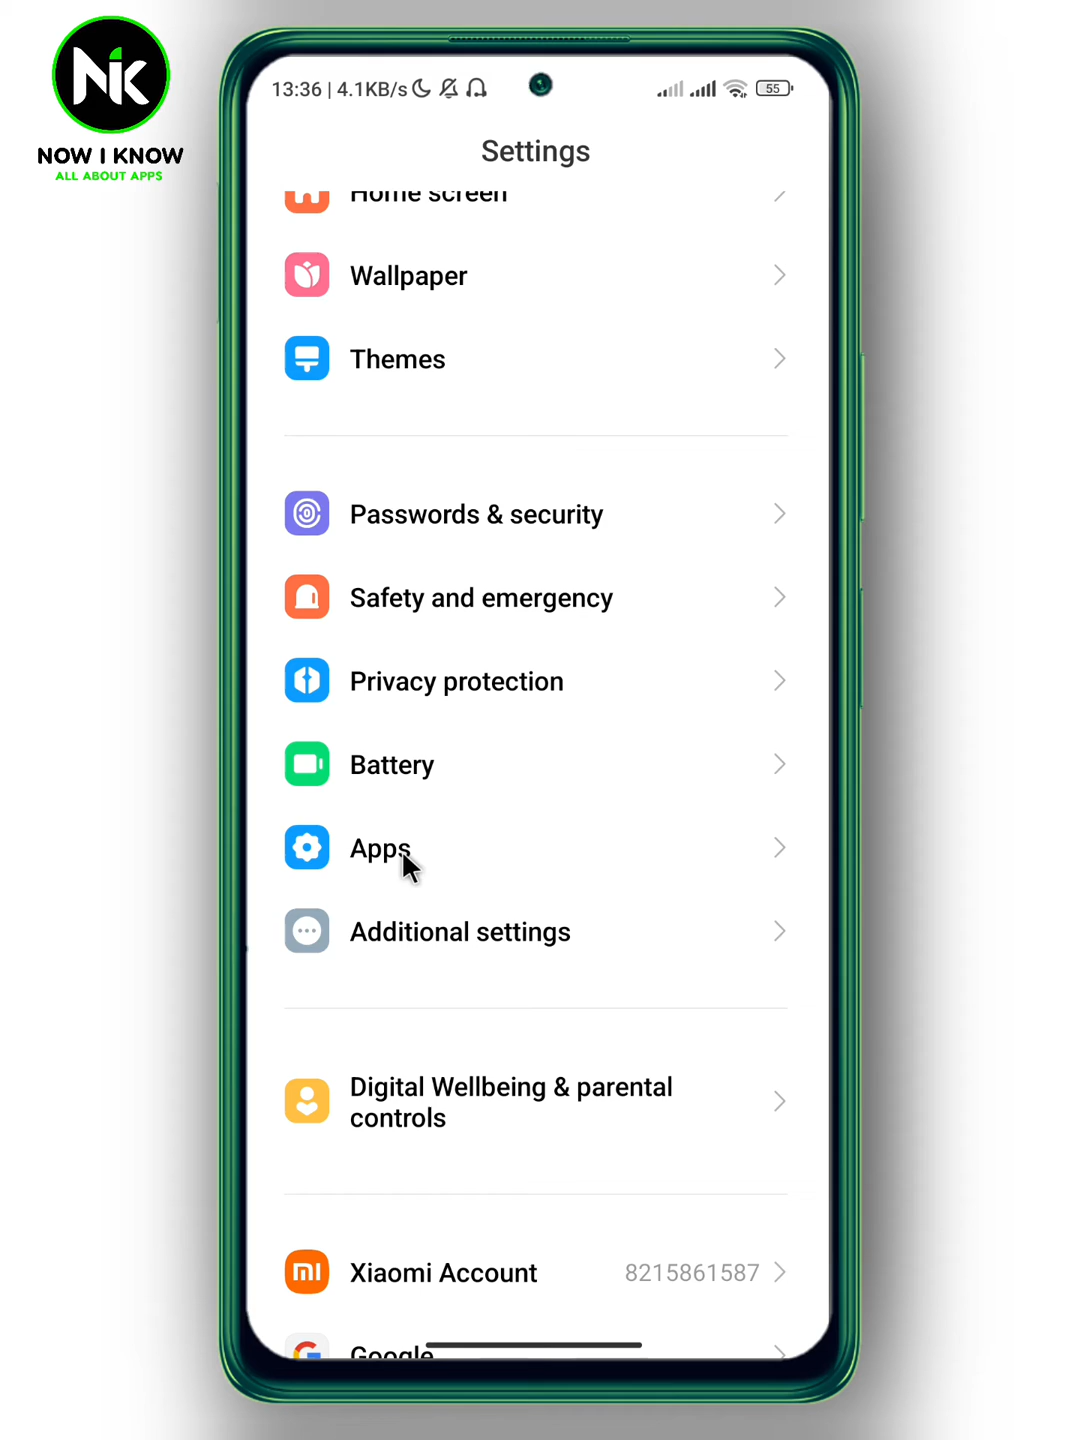 NK
NOW I KNOW
ALL ABOUT APPS
13:36 | 4.1KB/s
55
Settings
Home screen
Wallpaper
Themes
Passwords & security
Safety and emergency
Privacy protection
Battery
Apps
Additional settings
Digital Wellbeing & parental
controls
mi
Xiaomi Account 8215861587
G
Google